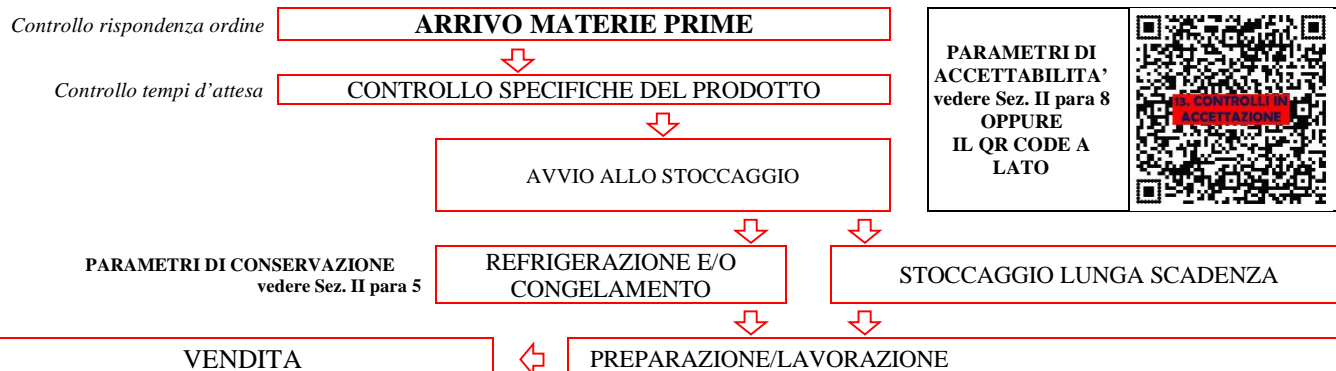 Controllo rispondenza ordine
ARRIVO MATERIE PRIME
Controllo tempi d'attesa
CONTROLLO SPECIFICHE DEL PRODOTTO
PARAMETRI DI
ACCETTABILITA'
vedere Sez. II para 8
OPPURE
IL QR CODE A
LATO
13. CONTROLLI IN
ACCETTAZIONE
AVVIO ALLO STOCCAGGIO
PARAMETRI DI CONSERVAZIONE
vedere Sez. II para 5
REFRIGERAZIONE E/O
CONGELAMENTO
STOCCAGGIO LUNGA SCADENZA
VENDITA
PREPARAZIONE/LAVORAZIONE